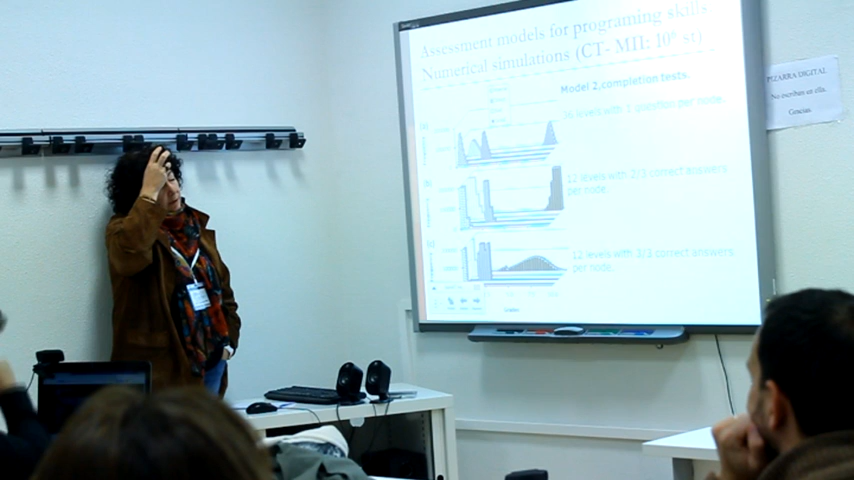 Assessment models for programing skills.
Numerical simulations (CT- МП: 10⁶ st)
Model 2.completion tests.
36 levels with 1 question per node.
12 levels with 2/3 correct answers
per node.
12 levels with 3/3 correct answers
per node.
PIZARRA DIGITAL
No escriban en ella.
Gracias.